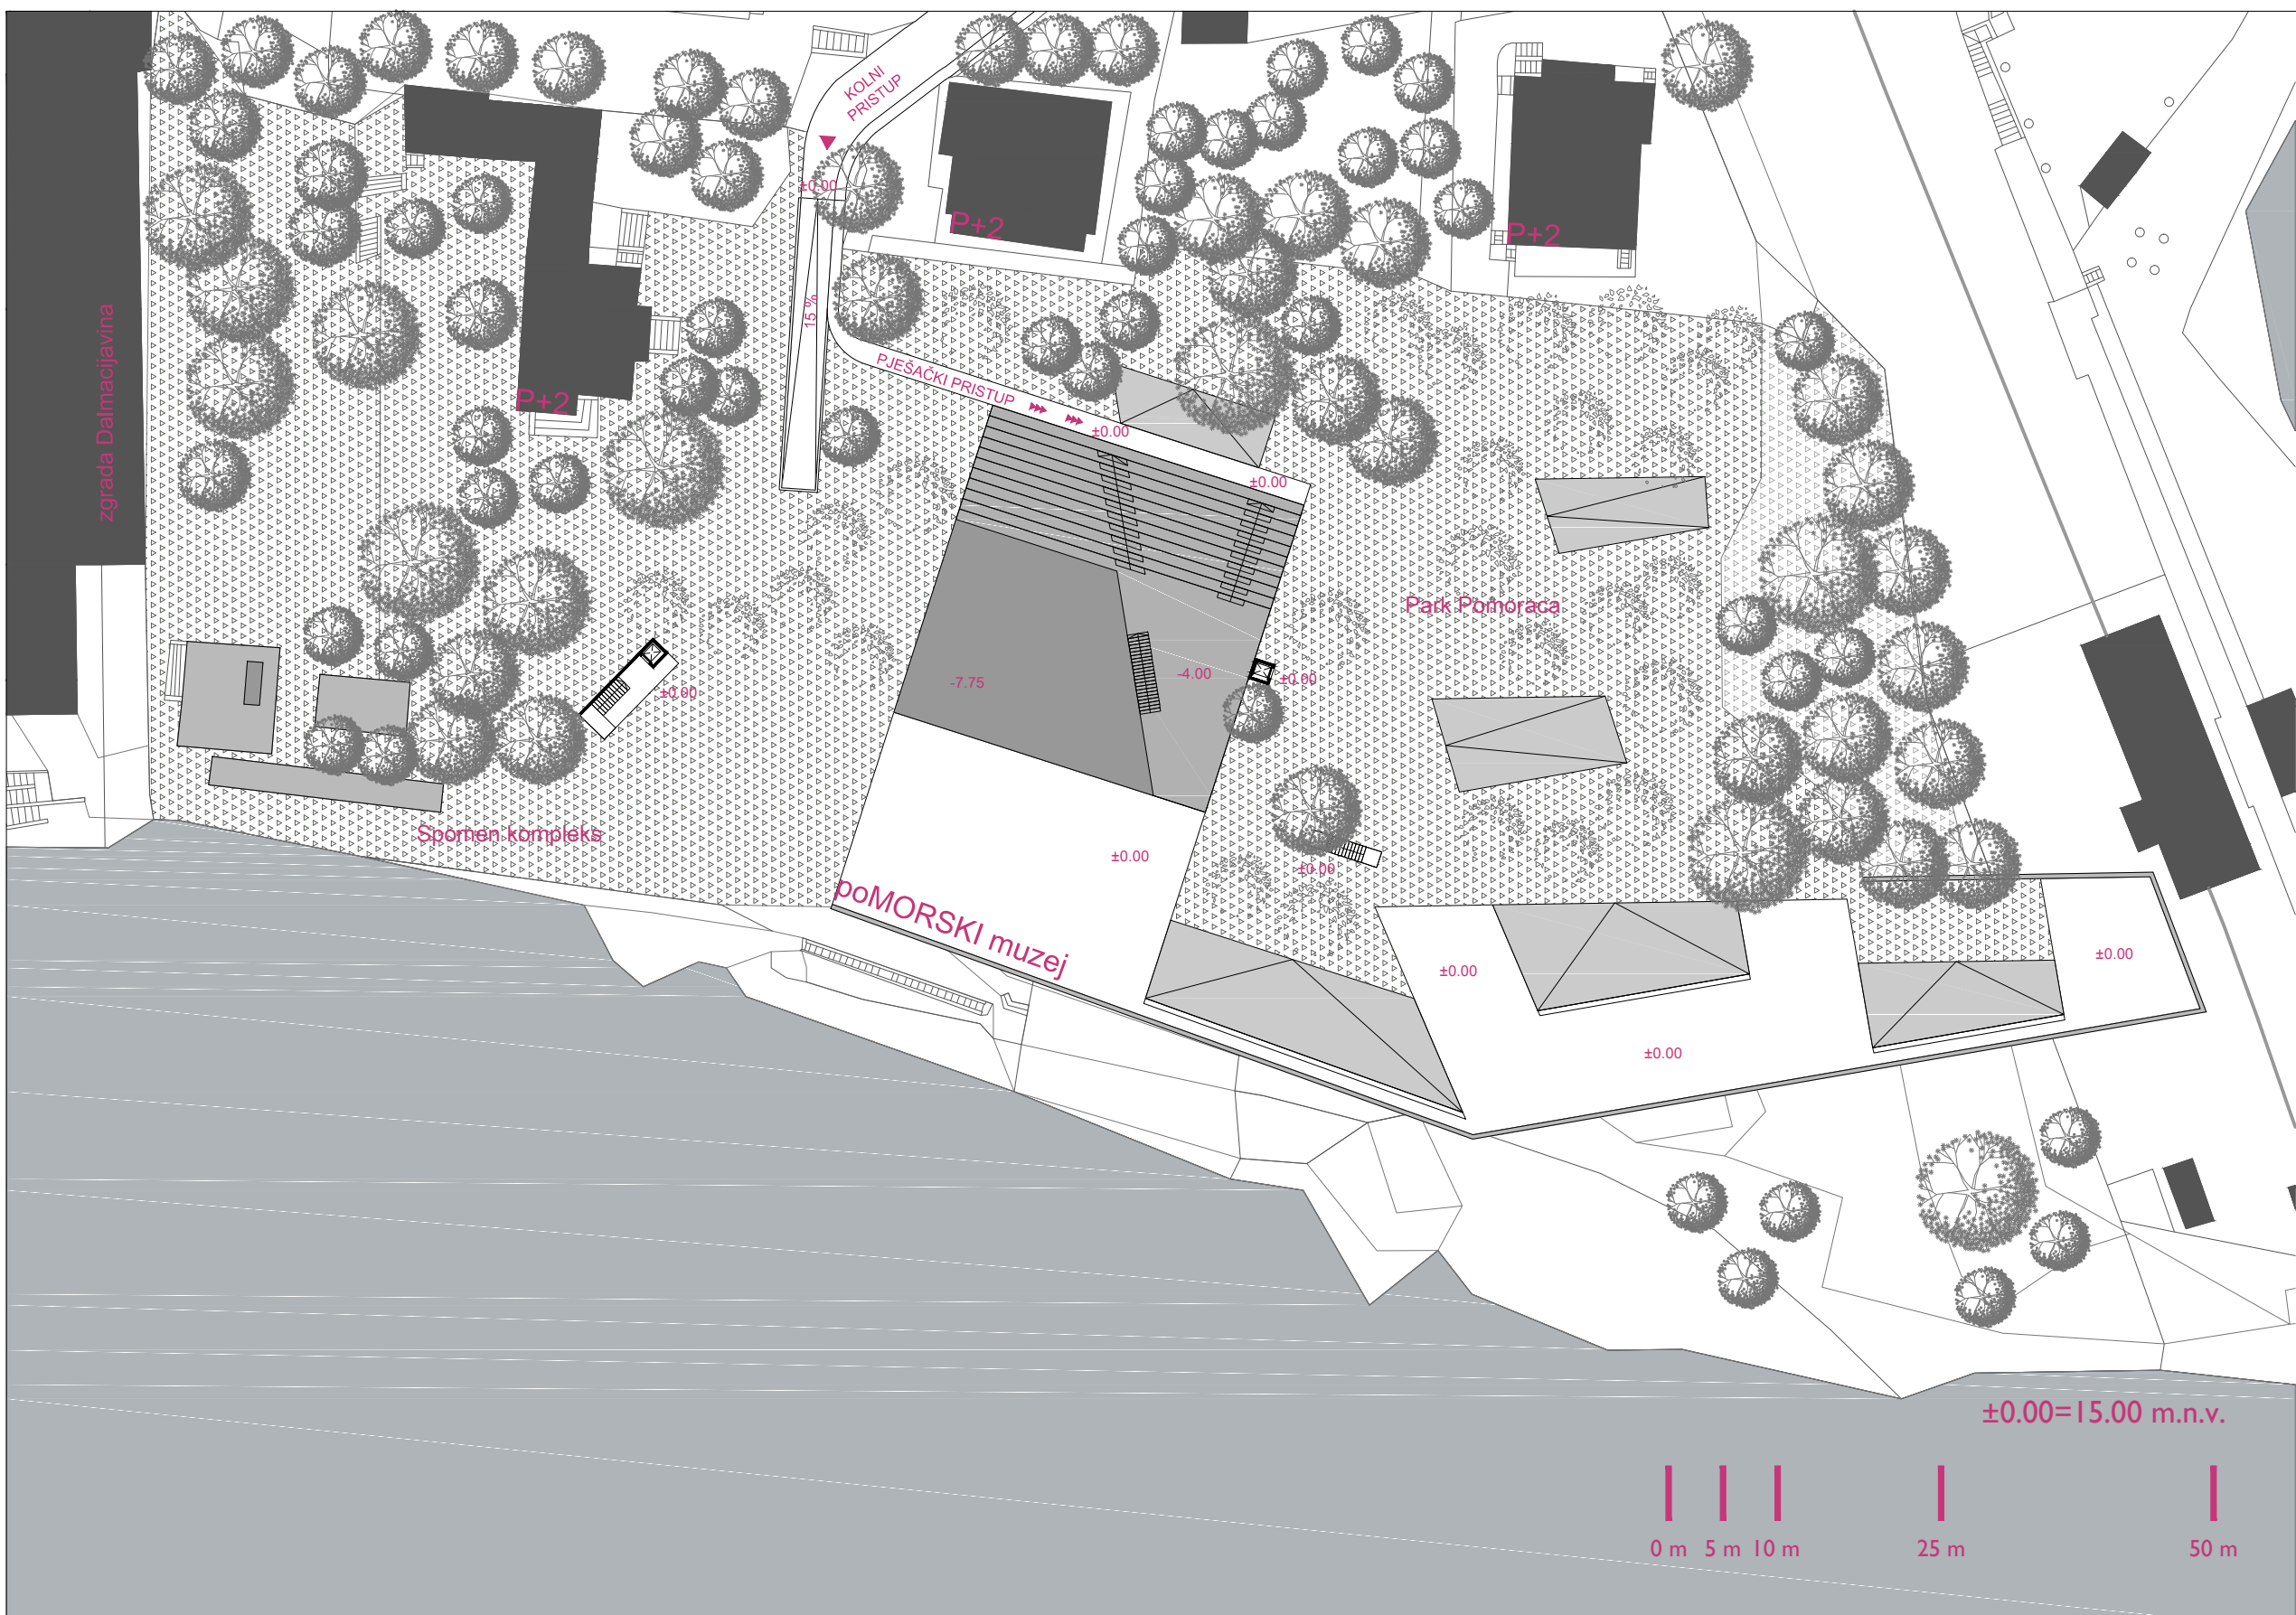 KOLNI
PRISTUP
±0.00
P+2
P+2
15 %
zgrada Dalmacijavina
PJEŠAČKI PRISTUP
P+2
±0.00
±0.00
Park Pomoraca
-7.75
-4.00
±0.00
±0.00
Spomen kompleks
±0.00
±0.00
poMORSKI muzej
±0.00
±0.00
±0.00
±0.00=15.00 m.n.v.
0 m 5 m 10 m 25 m 50 m